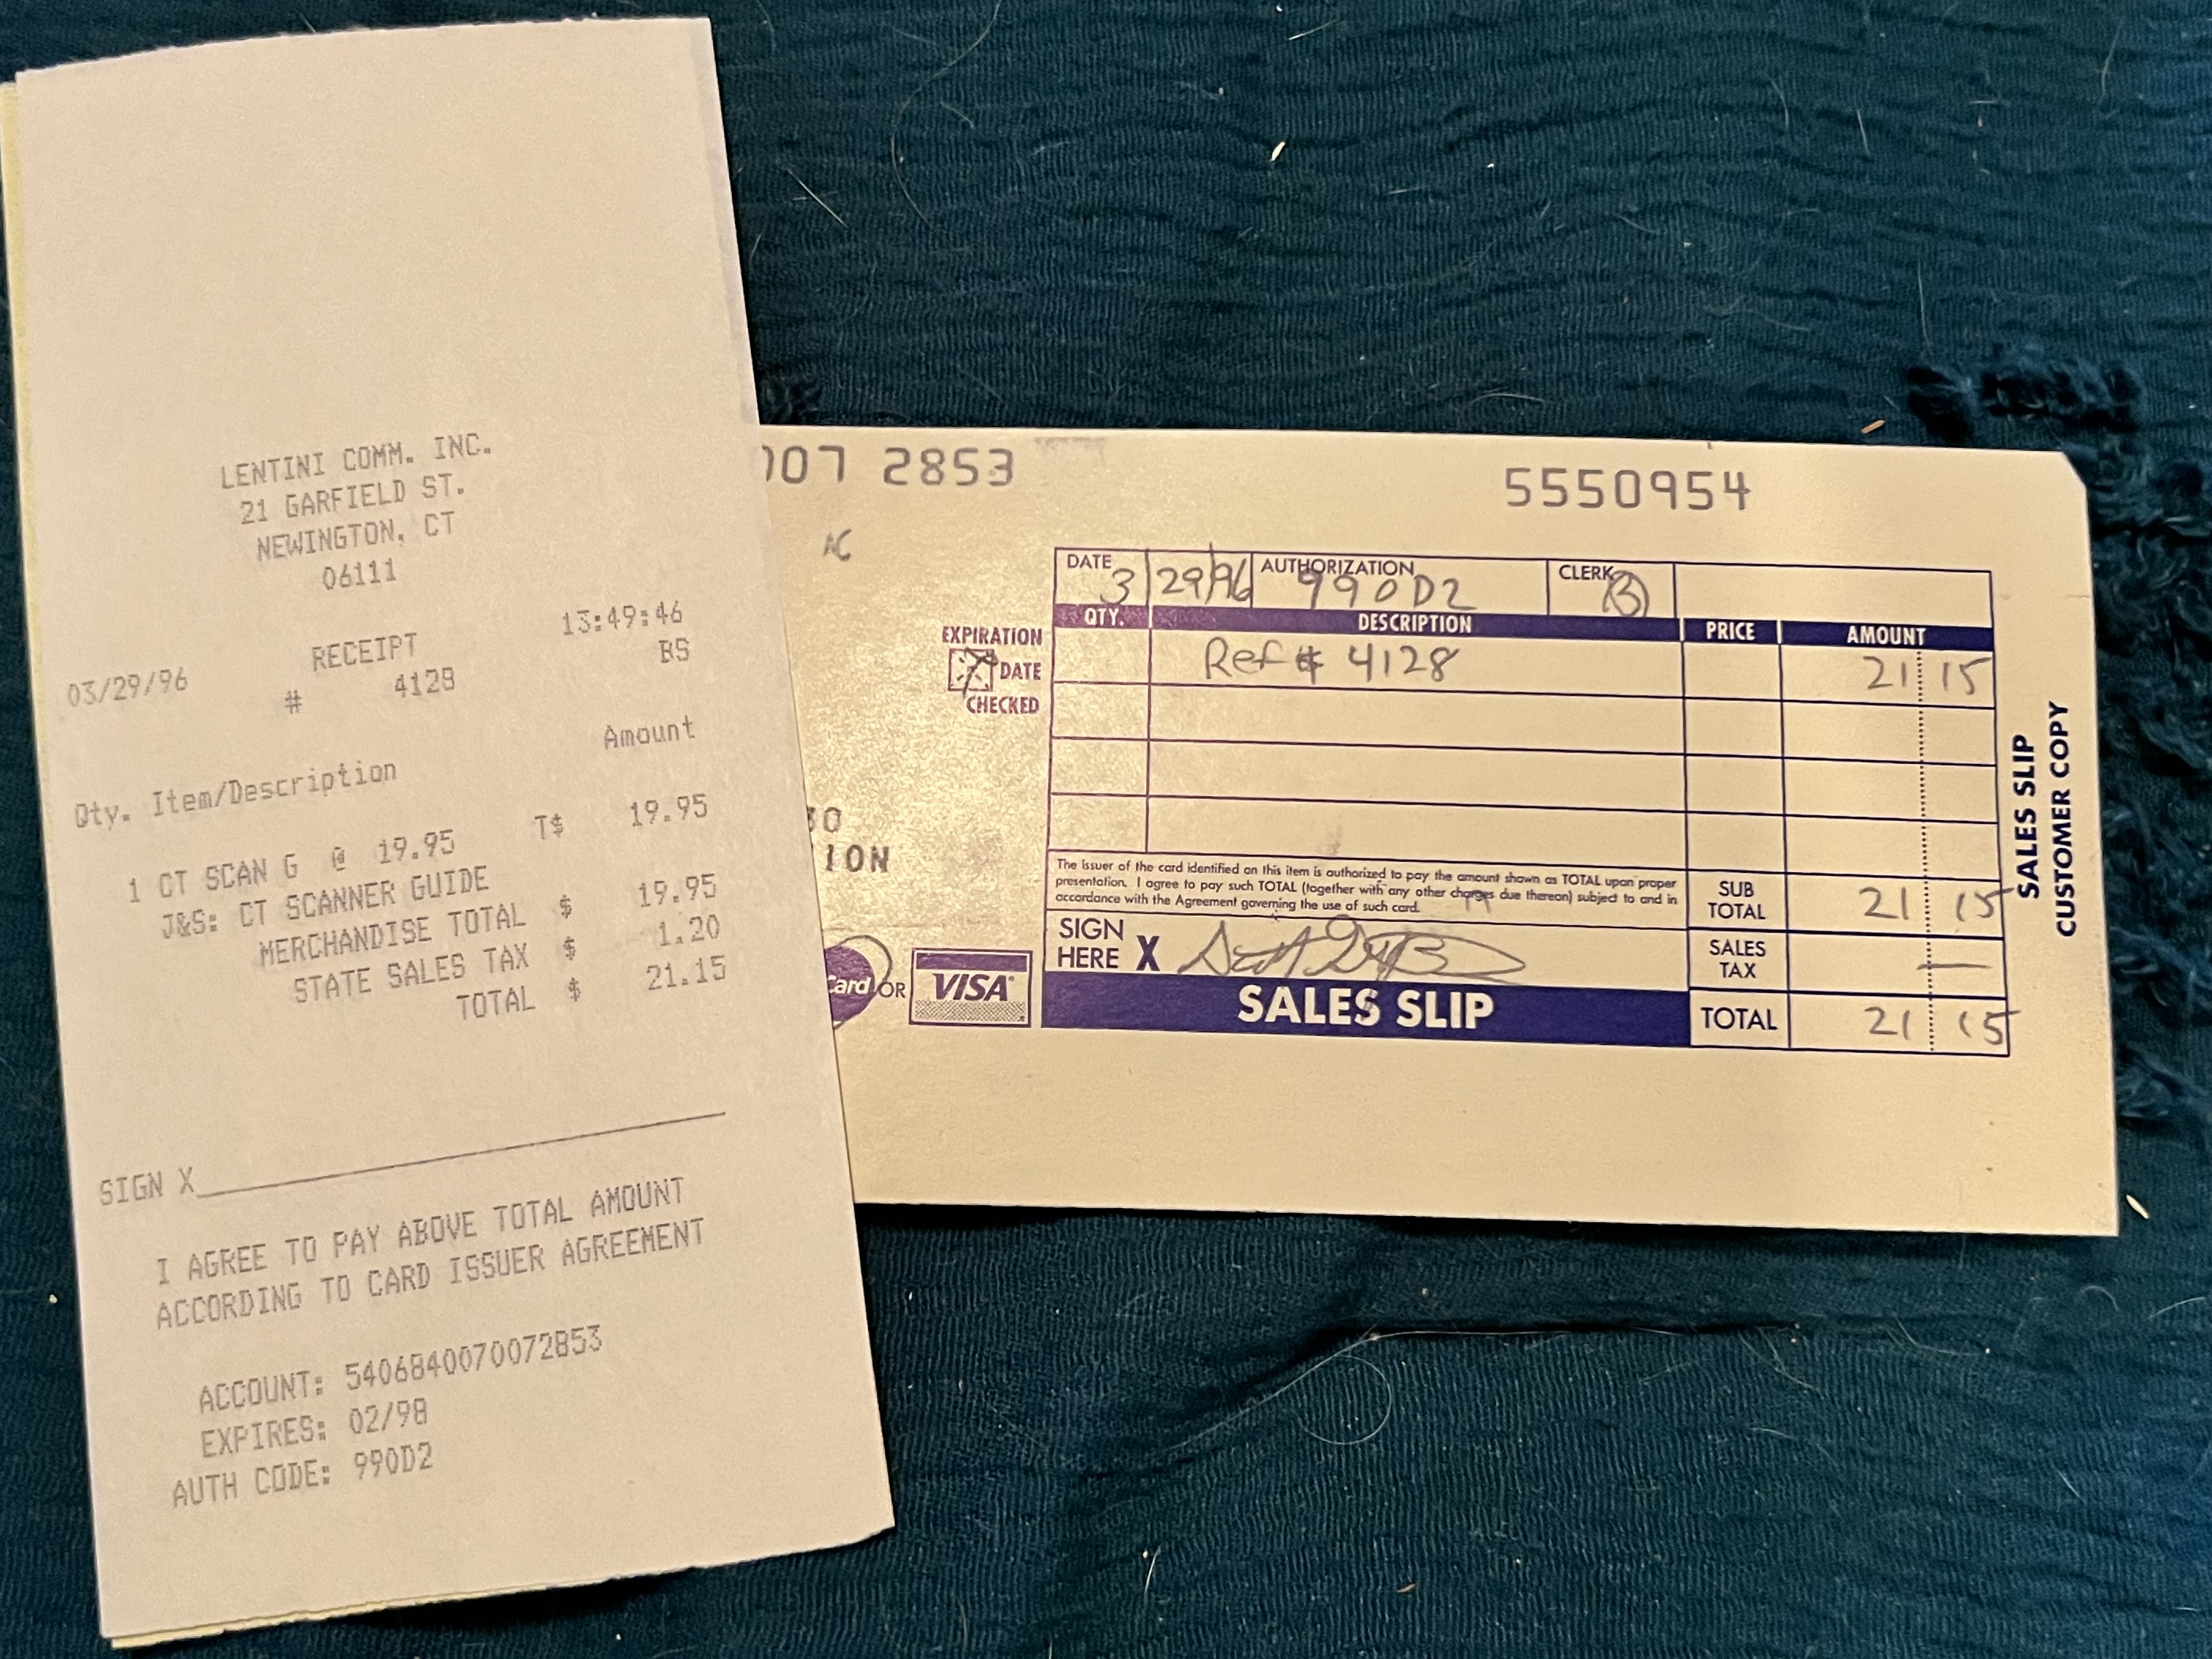 LENTINI COMM. INC.
21 GARFIELD ST.
NEWINGTON, CT
06111
RECEIPT 13:49:46
03/29/96 # 4128 BS
Amount
Qty. Item/Description
1 CT SCAN G @ 19.95 T$ 19.95
J&S: CT SCANNER GUIDE
MERCHANDISE TOTAL $ 19.95
STATE SALES TAX $ 1.20
TOTAL $ 21.15
SIGN X
I AGREE TO PAY ABOVE TOTAL AMOUNT
ACCORDING TO CARD ISSUER AGREEMENT
ACCOUNT: 5406840070072853
EXPIRES: 02/98
AUTH CODE: 990D2
007 2853 5550954
DATE 3/29/96 AUTHORIZATION 990D2 CLERK
QTY. DESCRIPTION PRICE AMOUNT
EXPIRATION
DATE
CHECKED
Ref # 4128 21 15
30
ION
The issuer of the card identified on this item is authorized to pay the amount shown as TOTAL upon proper
presentation. I agree to pay such TOTAL (together with any other charges due thereon) subject to and in
accordance with the Agreement governing the use of such card.
SUB
TOTAL 21 15
SIGN
HERE X
SALES
TAX —
Card OR VISA
SALES SLIP
TOTAL 21 15
SALES SLIP
CUSTOMER COPY